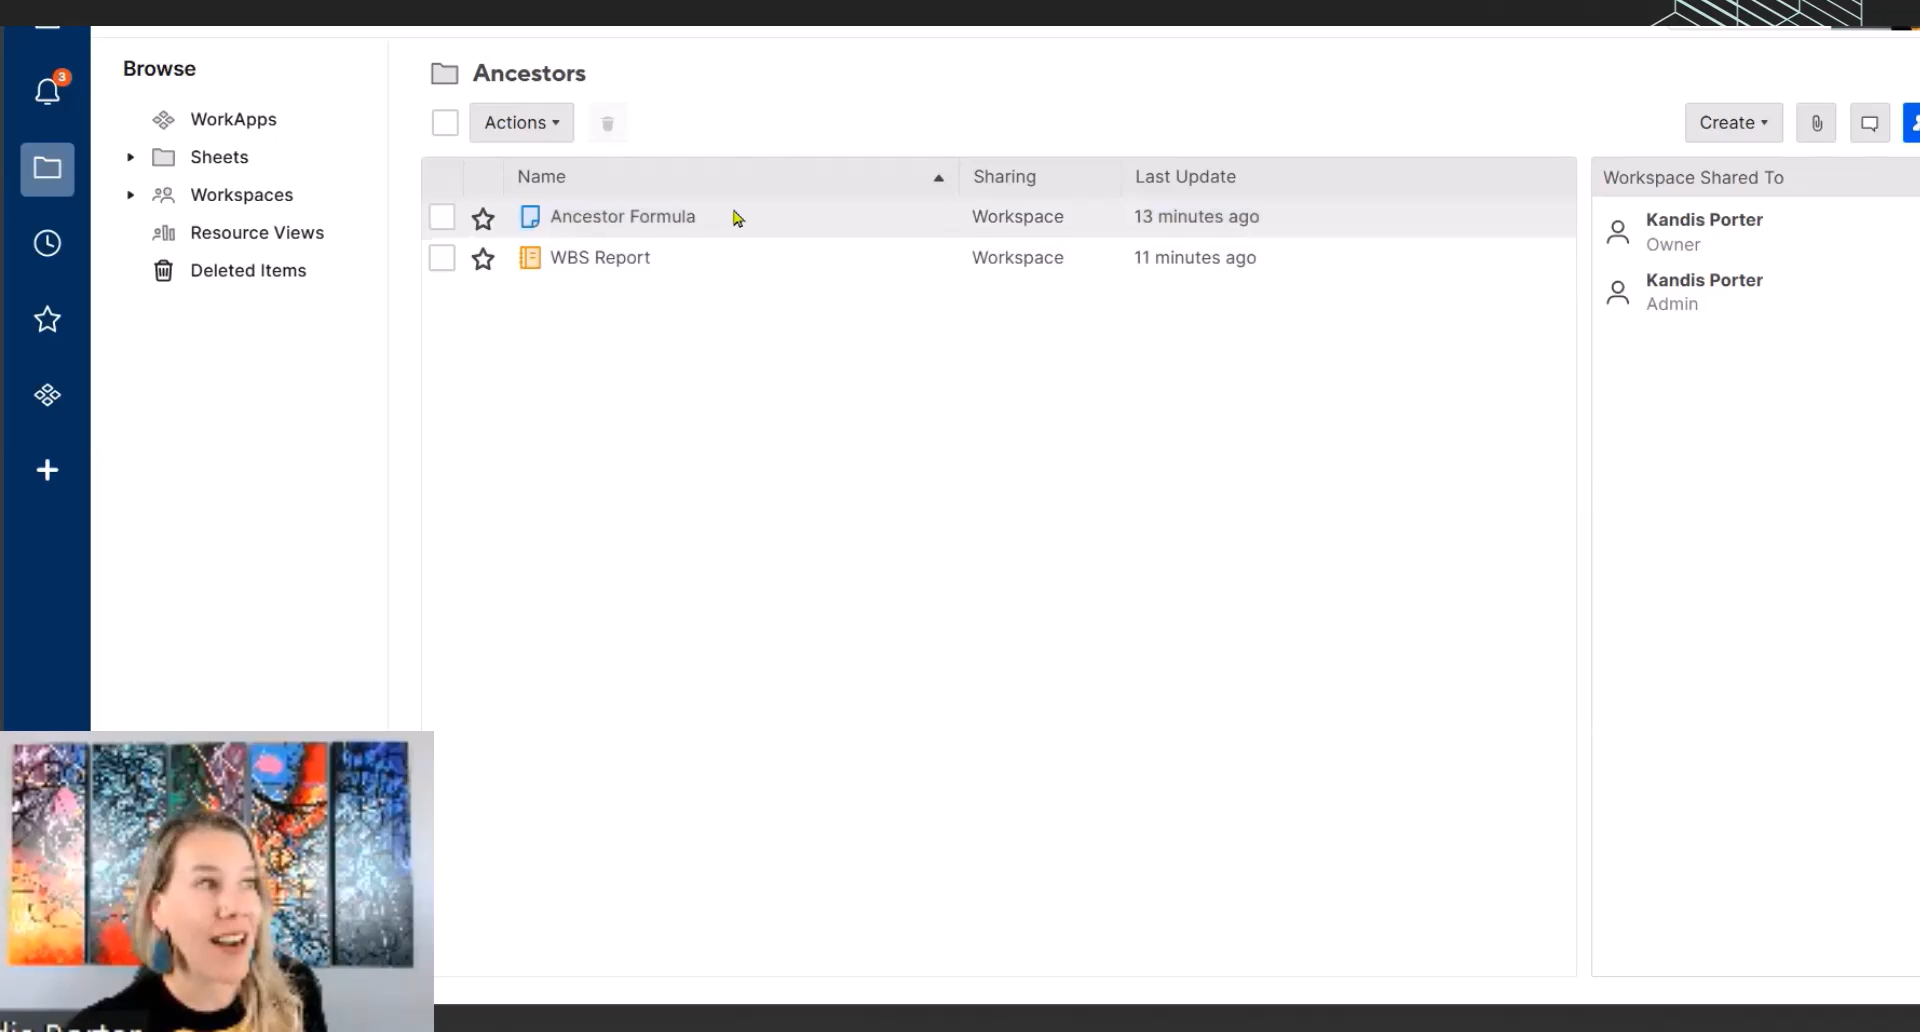 3
Browse
WorkApps
Sheets
Workspaces
Resource Views
Deleted Items
Ancestors
Actions
Create
Name Sharing Last Update
Ancestor Formula Workspace 13 minutes ago
WBS Report Workspace 11 minutes ago
Workspace Shared To
Kandis Porter
Owner
Kandis Porter
Admin